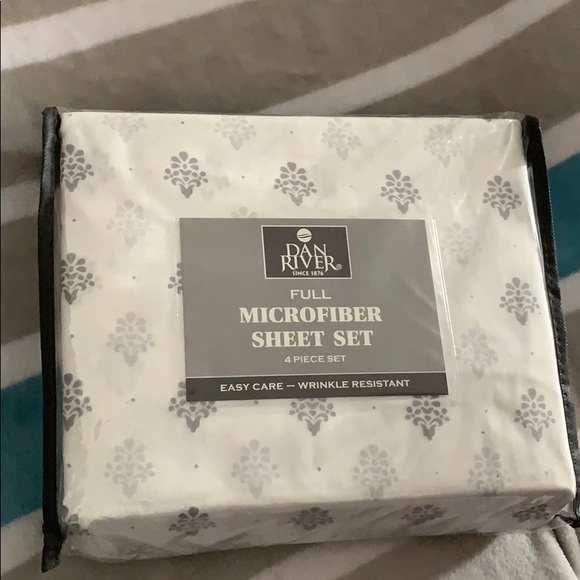 DAN
RIVER®
SINCE 1876
FULL
MICROFIBER
SHEET SET
4 PIECE SET
EASY CARE — WRINKLE RESISTANT